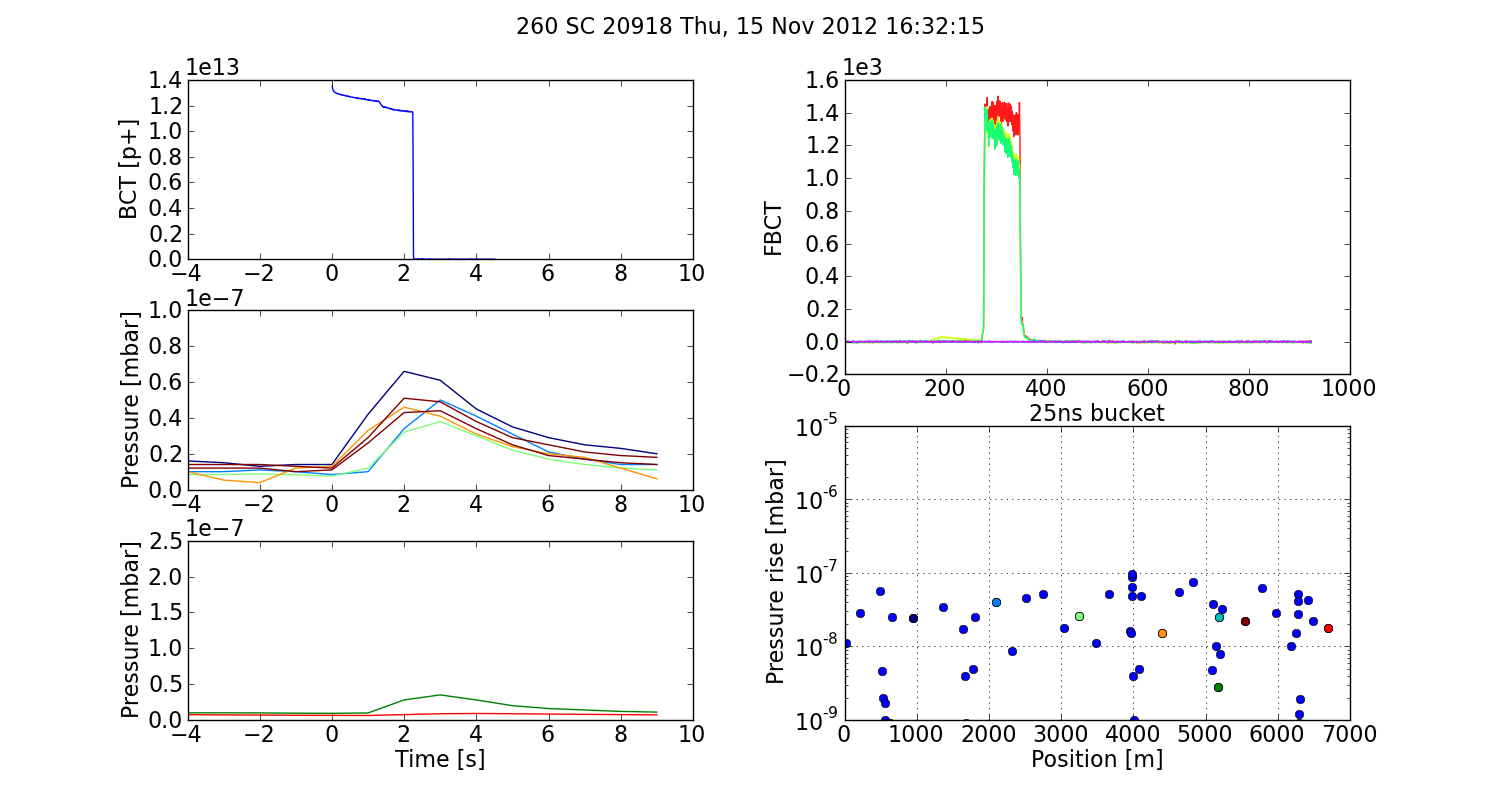 260 SC 20918 Thu, 15 Nov 2012 16:32:15
1e13
1.4
1.2
1.0
0.8
0.6
0.4
0.2
0.0
BCT [p+]
−4 −2 0 2 4 6 8 10
1e−7
1.0
0.8
0.6
0.4
0.2
0.0
Pressure [mbar]
−4 −2 0 2 4 6 8 10
1e−7
2.5
2.0
1.5
1.0
0.5
0.0
Pressure [mbar]
−4 −2 0 2 4 6 8 10
Time [s]
1e3
1.6
1.4
1.2
1.0
0.8
0.6
0.4
0.2
0.0
−0.2
FBCT
0 200 400 600 800 1000
25ns bucket
10^-5
10^-6
10^-7
10^-8
10^-9
Pressure rise [mbar]
0 1000 2000 3000 4000 5000 6000 7000
Position [m]